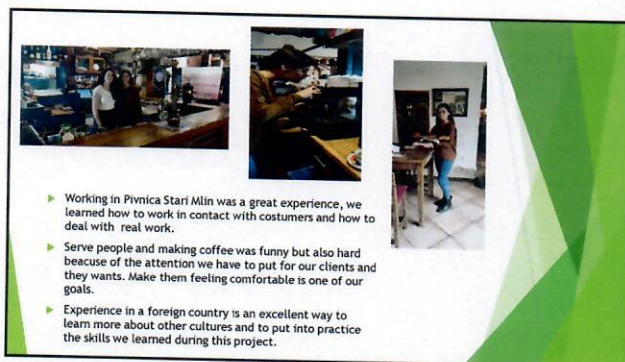 Working in Pivnica Stari Mlin was a great experience, we
learned how to work in contact with costumers and how to
deal with real work.
Serve people and making coffee was funny but also hard
beacuse of the attention we have to put for our clients and
they wants. Make them feeling comfortable is one of our
goals.
Experience in a foreign country is an excellent way to
learn more about other cultures and to put into practice
the skills we learned during this project.